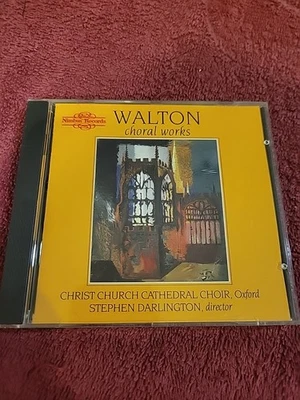 Nimbus Records
WALTON
choral works
CHRIST CHURCH CATHEDRAL CHOIR, Oxford
STEPHEN DARLINGTON, director